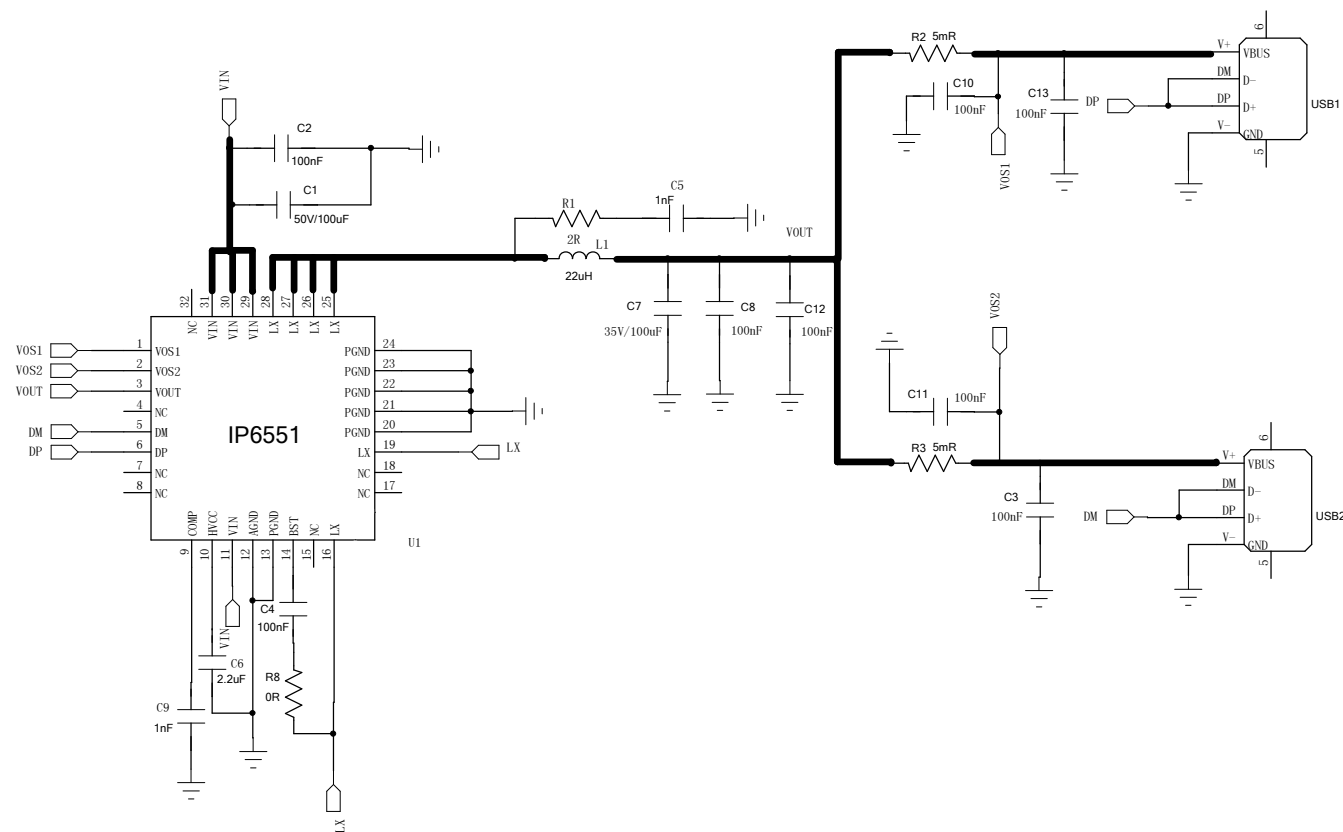 R2 5mR
6
V+
VBUS
VIN
C10
100nF
C13
100nF
DM
D-
DP
DP
D+
USB1
V-
GND
5
VOS1
C2
100nF
C1
50V/100uF
C5
1nF
R1
2R
L1
22uH
VOUT
C7
35V/100uF
C8
100nF
C12
100nF
VOS2
C11
100nF
R3 5mR
6
V+
VBUS
DM
D-
DM
DP
D+
USB2
V-
GND
5
C3
100nF
32
31
30
29
28
27
26
25
NC
VIN
VIN
VIN
LX
LX
LX
LX
VOS1 1 VOS1
VOS2 2 VOS2
VOUT 3 VOUT
4 NC
DM 5 DM
DP 6 DP
7 NC
8 NC
IP6551
PGND 24
PGND 23
PGND 22
PGND 21
PGND 20
LX 19 LX
NC 18
NC 17
COMP
HVCC
VIN
AGND
PGND
BST
NC
LX
9
10
11
12
13
14
15
16
U1
VIN
C4
100nF
C6
2.2uF
R8
0R
C9
1nF
LX